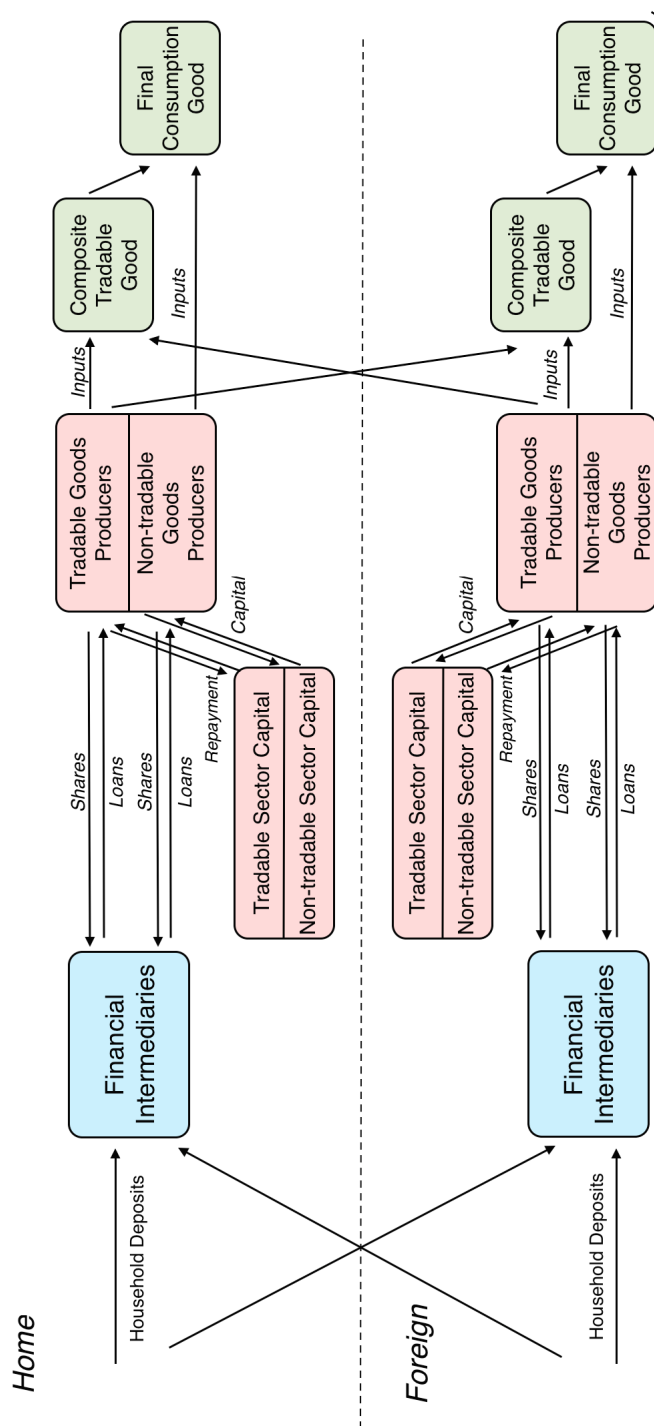 Home
Household Deposits
Financial
Intermediaries
Shares
Loans
Shares
Loans
Repayment
Capital
Tradable Sector Capital
Non-tradable Sector Capital
Tradable Goods
Producers
Non-tradable
Goods
Producers
Inputs
Inputs
Composite
Tradable
Good
Final
Consumption
Good
Foreign
Household Deposits
Financial
Intermediaries
Tradable Sector Capital
Non-tradable Sector Capital
Capital
Repayment
Shares
Loans
Shares
Loans
Tradable Goods
Producers
Non-tradable
Goods
Producers
Inputs
Inputs
Composite
Tradable
Good
Final
Consumption
Good